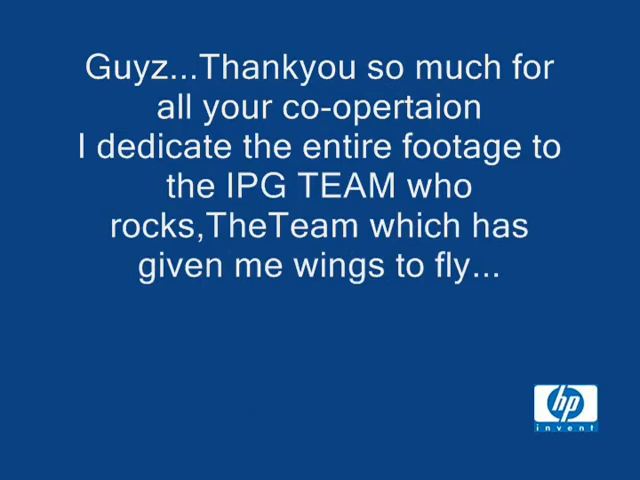 Guyz...Thankyou so much for
all your co-opertaion
I dedicate the entire footage to
the IPG TEAM who
rocks,TheTeam which has
given me wings to fly...
hp
invent